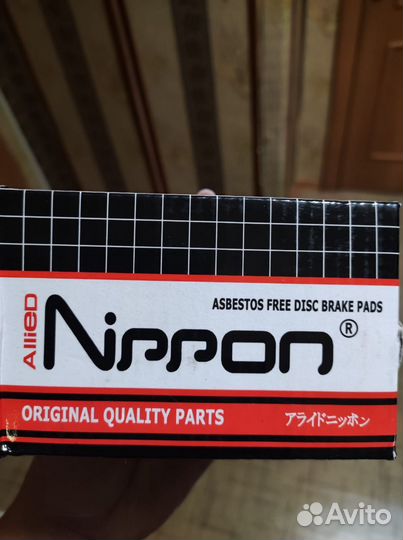 ASBESTOS FREE DISC BRAKE PADS
AlliED Nippon ®
ORIGINAL QUALITY PARTS アライドニッポン
Avito